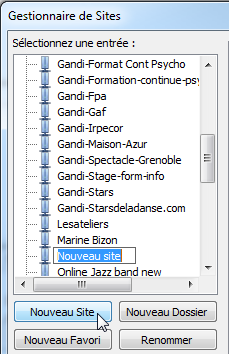 Gestionnaire de Sites
Sélectionnez une entrée :
Gandi-Format Cont Psycho
Gandi-Formation-continue-psy
Gandi-Fpa
Gandi-Gaf
Gandi-Irpecor
Gandi-Maison-Azur
Gandi-Spectacle-Grenoble
Gandi-Stage-form-info
Gandi-Stars
Gandi-Starsdeladanse.com
Lesateliers
Marine Bizon
Nouveau site
Online Jazz band new
Nouveau Site
Nouveau Dossier
Nouveau Favori
Renommer